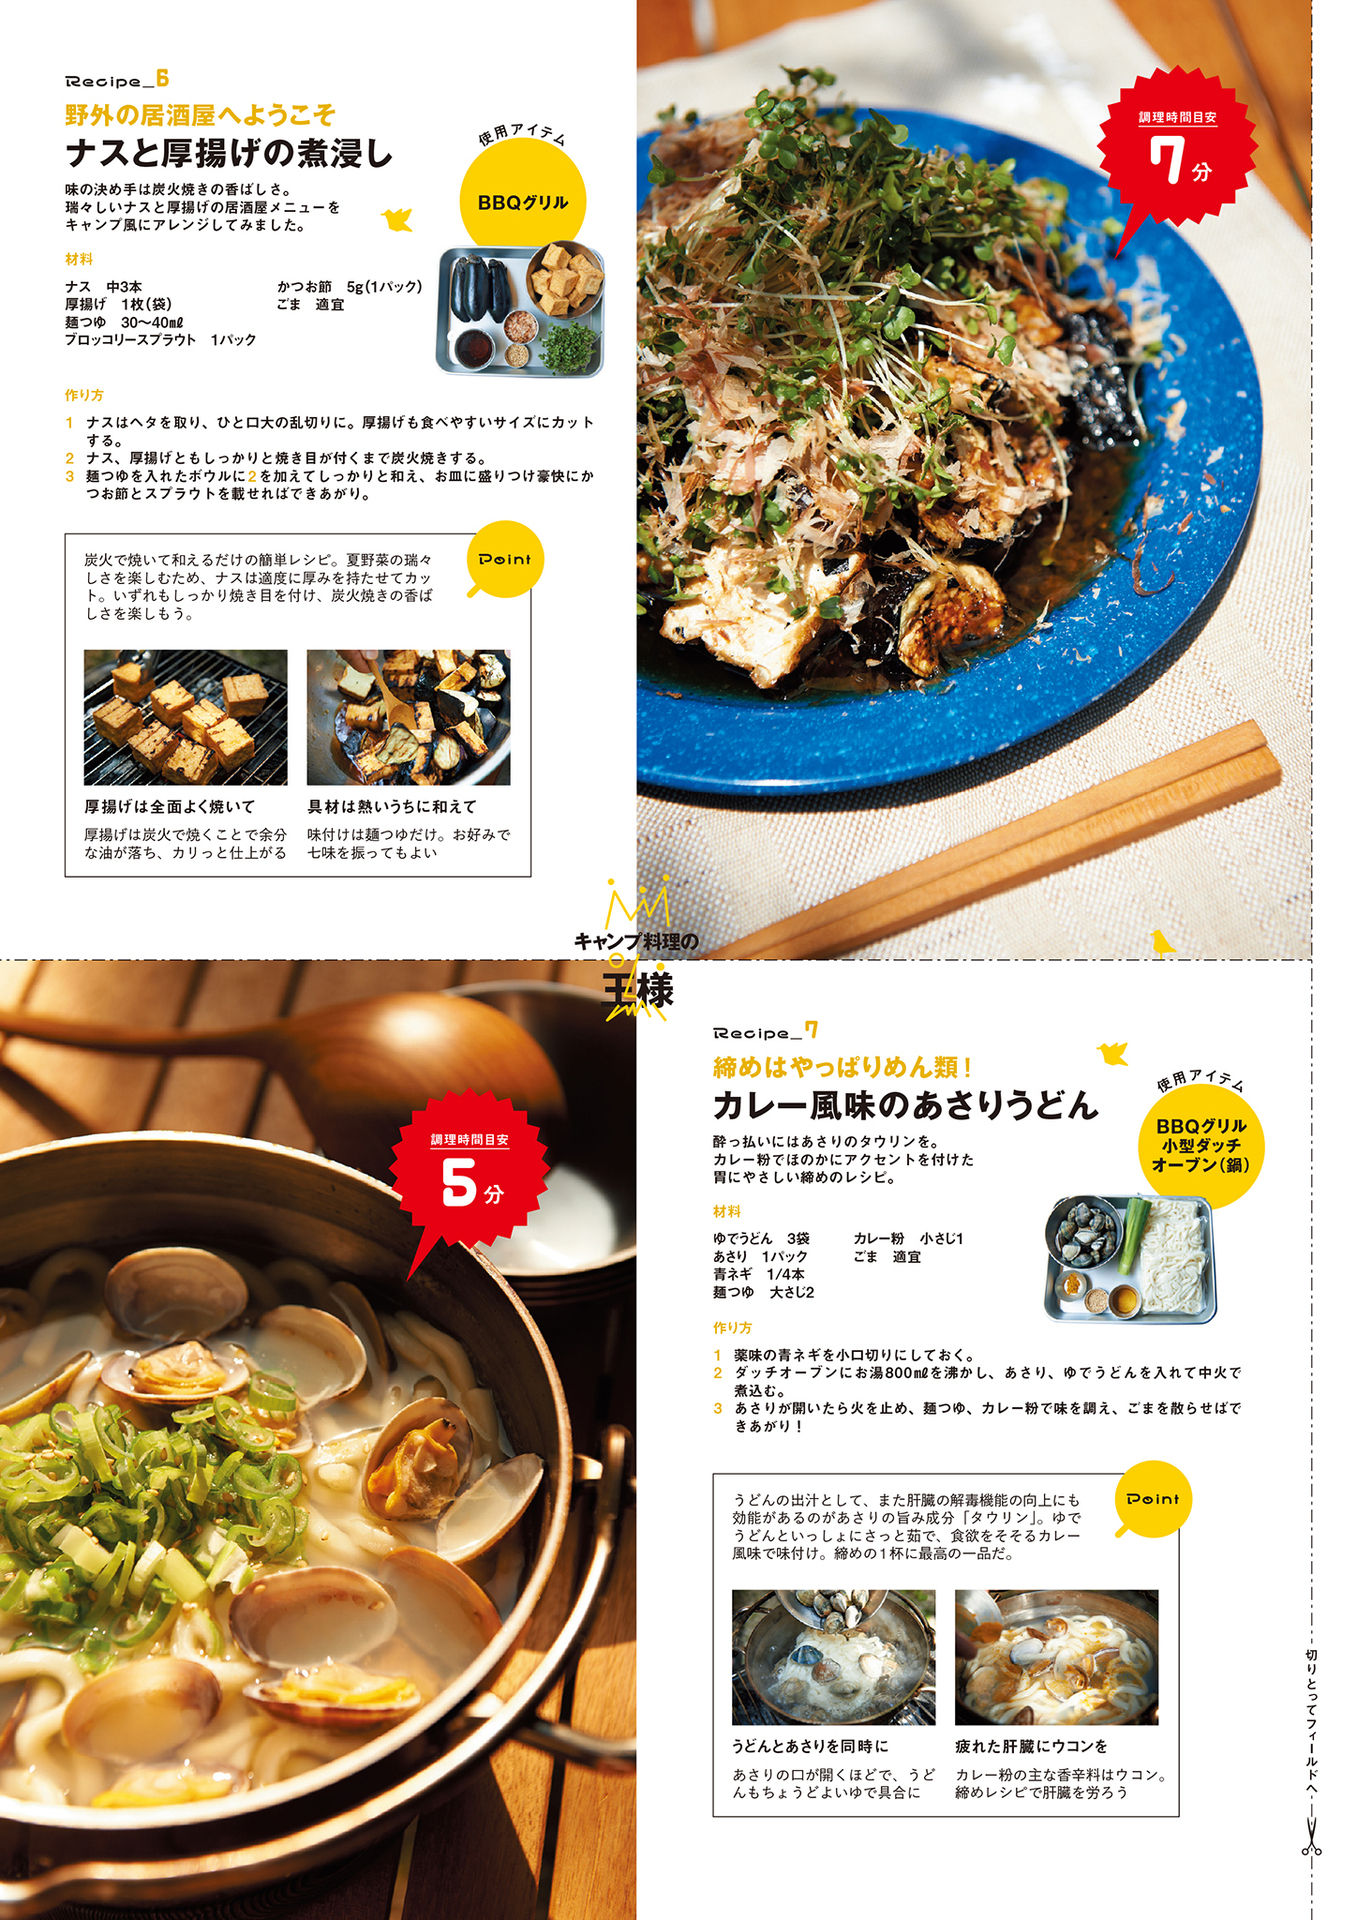 Recipe_6
野外の居酒屋へようこそ
ナスと厚揚げの煮浸し
味の決め手は炭火焼きの香ばしさ。
瑞々しいナスと厚揚げの居酒屋メニューを
キャンプ風にアレンジしてみました。
使用アイテム
BBQグリル
材料
ナス　中3本
厚揚げ　1枚（袋）
麺つゆ　30〜40㎖
ブロッコリースプラウト　1パック
かつお節　5g（1パック）
ごま　適宜
作り方
1　ナスはヘタを取り、ひと口大の乱切りに。厚揚げも食べやすいサイズにカット
する。
2　ナス、厚揚げともしっかりと焼き目が付くまで炭火焼きする。
3　麺つゆを入れたボウルに2を加えてしっかりと和え、お皿に盛りつけ豪快にか
つお節とスプラウトを載せればできあがり。
Point
炭火で焼いて和えるだけの簡単レシピ。夏野菜の瑞々
しさを楽しむため、ナスは適度に厚みを持たせてカッ
ト。いずれもしっかり焼き目を付け、炭火焼きの香ば
しさを楽しもう。
厚揚げは全面よく焼いて
厚揚げは炭火で焼くことで余分
な油が落ち、カリっと仕上がる
具材は熱いうちに和えて
味付けは麺つゆだけ。お好みで
七味を振ってもよい
調理時間目安
7分
キャンプ料理の
王様
調理時間目安
5分
Recipe_7
締めはやっぱりめん類！
カレー風味のあさりうどん
酔っ払いにはあさりのタウリンを。
カレー粉でほのかにアクセントを付けた
胃にやさしい締めのレシピ。
使用アイテム
BBQグリル
小型ダッチ
オーブン（鍋）
材料
ゆでうどん　3袋
あさり　1パック
青ネギ　1/4本
麺つゆ　大さじ2
カレー粉　小さじ1
ごま　適宜
作り方
1　薬味の青ネギを小口切りにしておく。
2　ダッチオーブンにお湯800㎖を沸かし、あさり、ゆでうどんを入れて中火で
煮込む。
3　あさりが開いたら火を止め、麺つゆ、カレー粉で味を調え、ごまを散らせばで
きあがり！
Point
うどんの出汁として、また肝臓の解毒機能の向上にも
効能があるのがあさりの旨み成分「タウリン」。ゆで
うどんといっしょにさっと茹で、食欲をそそるカレー
風味で味付け。締めの1杯に最高の一品だ。
うどんとあさりを同時に
あさりの口が開くほどで、うど
んもちょうどよいゆで具合に
疲れた肝臓にウコンを
カレー粉の主な香辛料はウコン。
締めレシピで肝臓を労ろう
切りとってフィールドへ